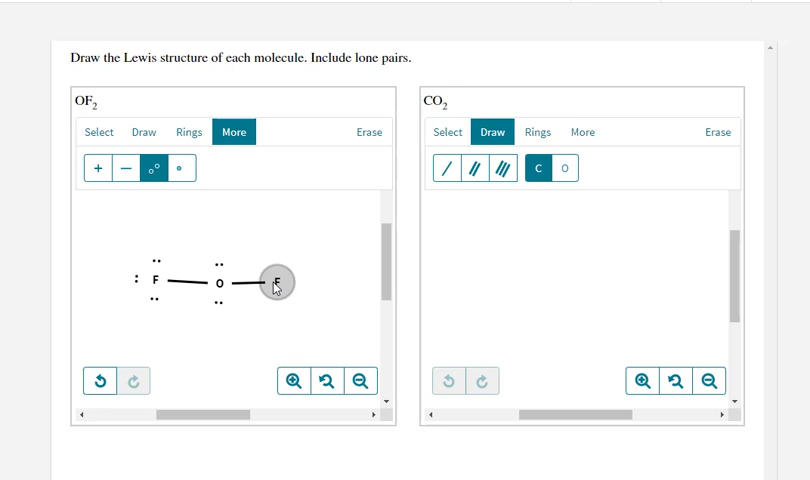 Draw the Lewis structure of each molecule. Include lone pairs.
OF₂
Select Draw Rings More Erase
+ −
F O F
CO₂
Select Draw Rings More Erase
C O